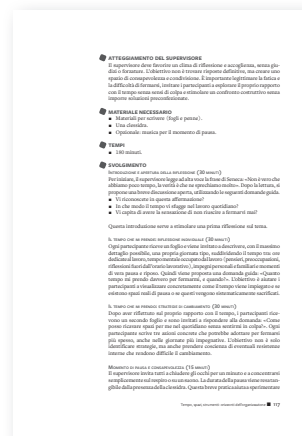 ATTEGGIAMENTO DEL SUPERVISORE
Il supervisore deve favorire un clima di riflessione e accoglienza, senza giu-
dizi o forzature. L'obiettivo non è trovare risposte definitive, ma creare uno
spazio di consapevolezza e condivisione. È importante legittimare la fatica e
le difficoltà di fermarsi, invitare i partecipanti a esplorare il proprio rapporto
con il tempo senza sensi di colpa e stimolare un confronto costruttivo senza
imporre soluzioni preconfezionate.
MATERIALE NECESSARIO
▪ Materiali per scrivere (fogli e penne).
▪ Una clessidra.
▪ Opzionale: musica per il momento di pausa.
TEMPI
▪ 180 minuti.
SVOLGIMENTO
INTRODUZIONE E APERTURA DELLA RIFLESSIONE (30 MINUTI)
Per iniziare, il supervisore legge ad alta voce la frase di Seneca: «Non è vero che
abbiamo poco tempo, la verità è che ne sprechiamo molto». Dopo la lettura, si
propone una breve discussione aperta, utilizzando le seguenti domande guida.
▪ Vi riconoscete in questa affermazione?
▪ In che modo il tempo vi sfugge nel lavoro quotidiano?
▪ Vi capita di avere la sensazione di non riuscire a fermarvi mai?
Questa introduzione serve a stimolare una prima riflessione sul tema.
IL TEMPO CHE SO PERDERE: RIFLESSIONE INDIVIDUALE (30 MINUTI)
Ogni partecipante riceve un foglio e viene invitato a descrivere, con il massimo
dettaglio possibile, una propria giornata tipo, suddividendo il tempo tra: ore
dedicate al lavoro, tempo mentale occupato dal lavoro (pensieri, preoccupazioni,
riflessioni fuori dall'orario lavorativo), impegni personali e familiari e momenti
di vera pausa e riposo. Quindi viene proposta una domanda guida: «Quanto
tempo mi prendo davvero per fermarmi, e quando?». L'obiettivo è aiutare i
partecipanti a visualizzare concretamente come il tempo viene impiegato e se
esistono spazi reali di pausa o se questi vengono sistematicamente sacrificati.
IL TEMPO CHE SO PERDERE: STRATEGIE DI CAMBIAMENTO (30 MINUTI)
Dopo aver riflettuto sul proprio rapporto con il tempo, i partecipanti rice-
vono un secondo foglio e sono invitati a rispondere alla domanda: «Come
posso ricavare spazi per me nel quotidiano senza sentirmi in colpa?». Ogni
partecipante scrive tre azioni concrete che potrebbe adottare per fermarsi
più spesso, anche nelle giornate più impegnative. L'obiettivo non è solo
identificare strategie, ma anche prendere coscienza di eventuali resistenze
interne che rendono difficile il cambiamento.
MOMENTO DI PAUSA E CONSAPEVOLEZZA (15 MINUTI)
Il supervisore invita tutti a chiudere gli occhi per un minuto e a concentrarsi
semplicemente sul respiro o su un suono. La durata della pausa viene resa tan-
gibile dalla presenza della clessidra. Questa breve pratica aiuta a sperimentare
Tempo, spazi, strumenti: missione dell'organizzazione ■ 117